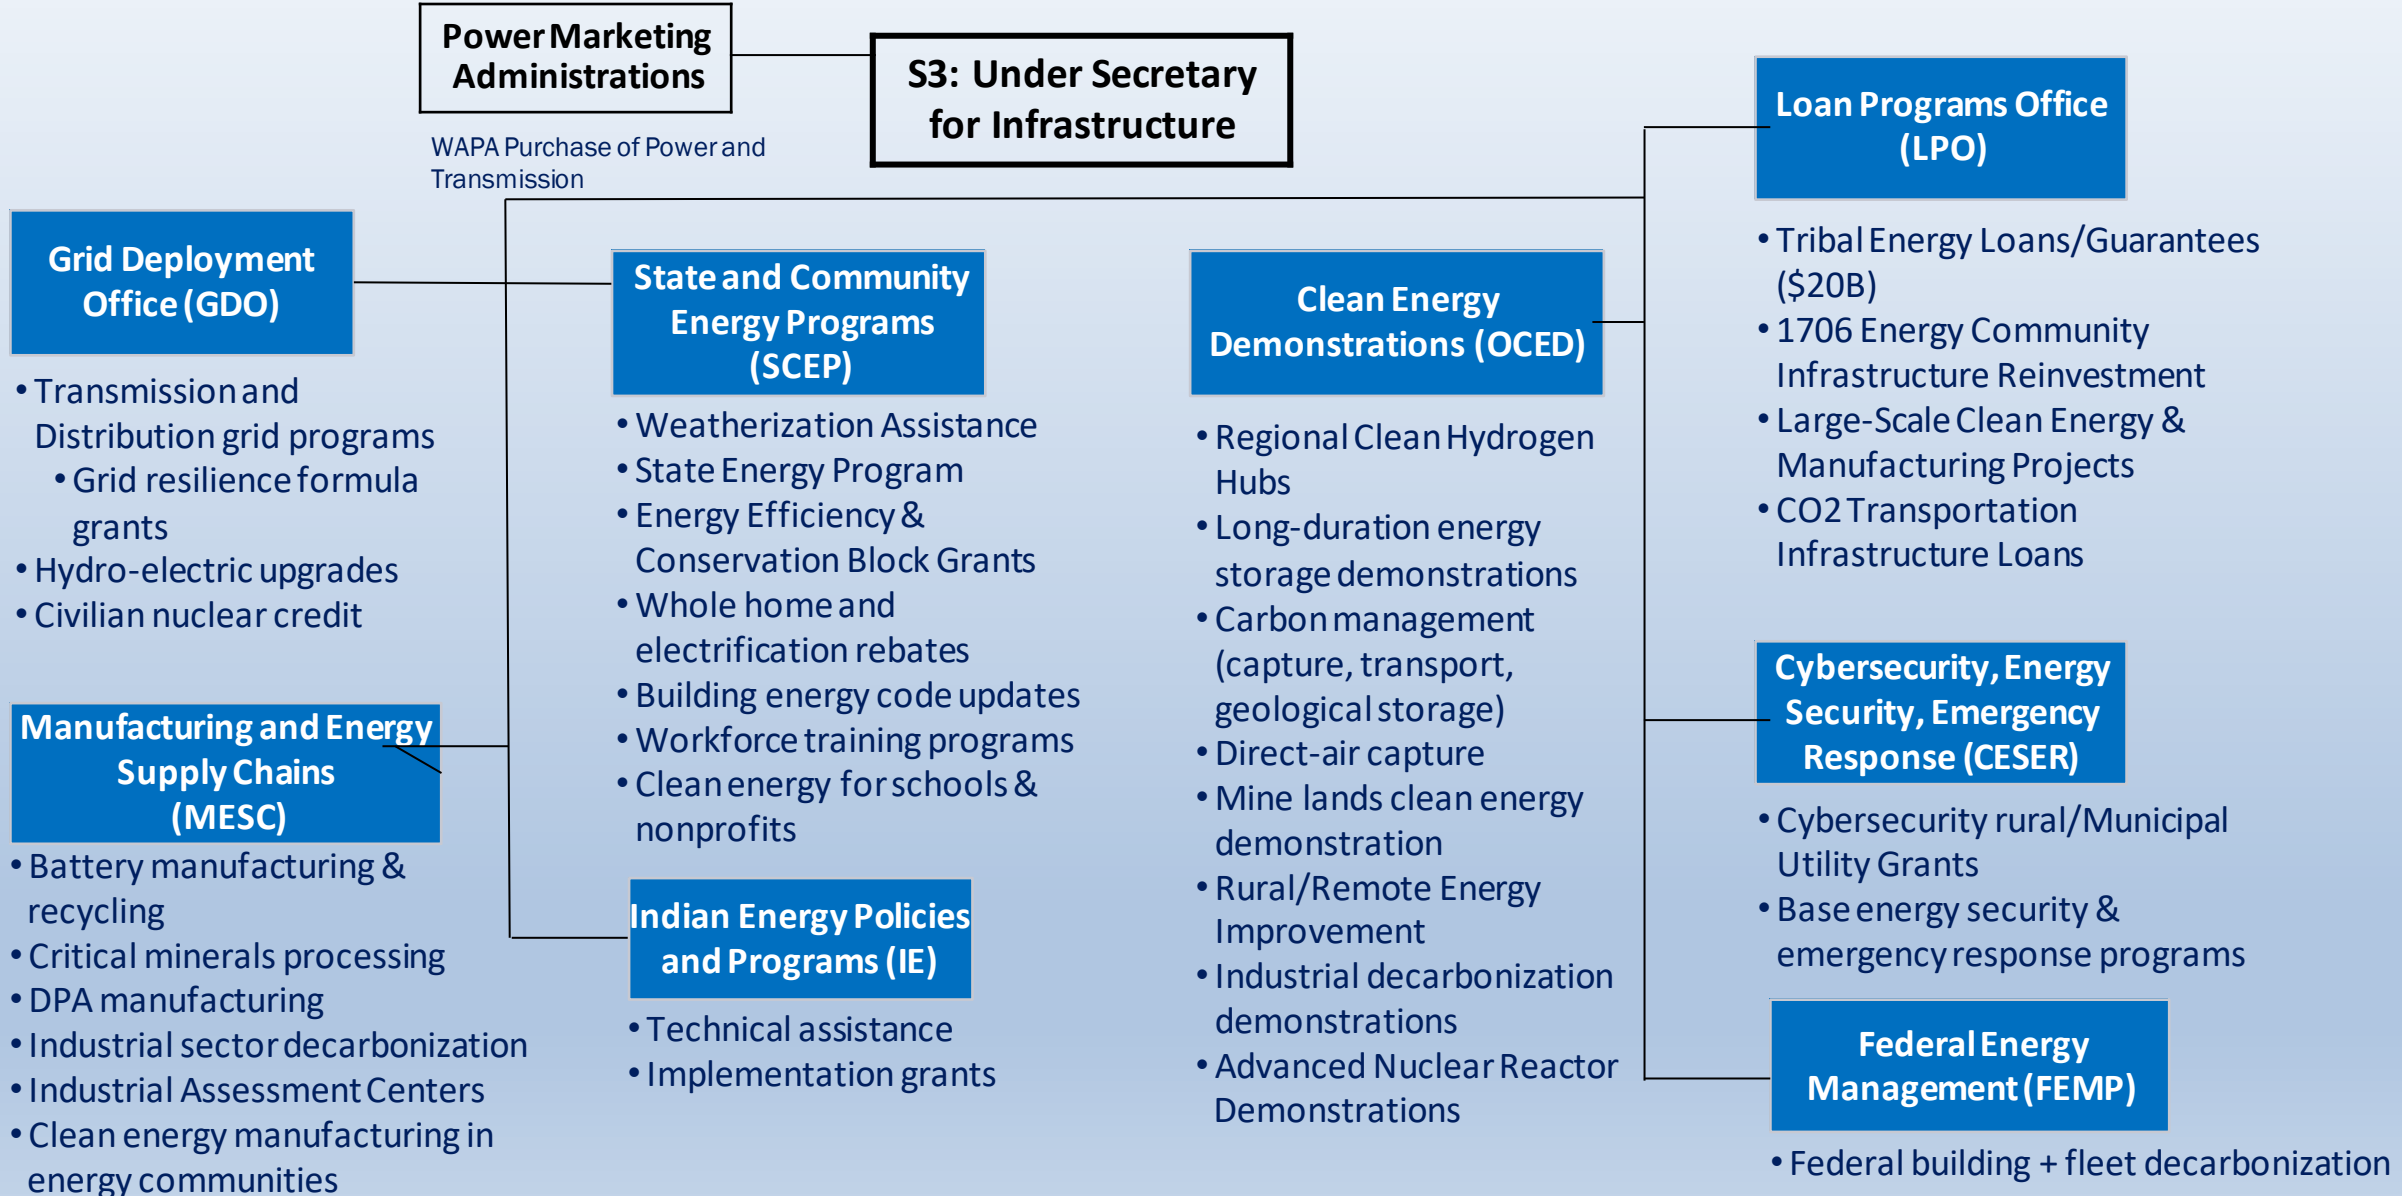 Power Marketing
Administrations
S3: Under Secretary
for Infrastructure
WAPA Purchase of Power and
Transmission
Grid Deployment
Office (GDO)
• Transmission and
Distribution grid programs
• Grid resilience formula
grants
• Hydro-electric upgrades
• Civilian nuclear credit
Manufacturing and Energy
Supply Chains
(MESC)
• Battery manufacturing &
recycling
• Critical minerals processing
• DPA manufacturing
• Industrial sector decarbonization
• Industrial Assessment Centers
• Clean energy manufacturing in
energy communities
State and Community
Energy Programs
(SCEP)
• Weatherization Assistance
• State Energy Program
• Energy Efficiency &
Conservation Block Grants
• Whole home and
electrification rebates
• Building energy code updates
• Workforce training programs
• Clean energy for schools &
nonprofits
Indian Energy Policies
and Programs (IE)
• Technical assistance
• Implementation grants
Clean Energy
Demonstrations (OCED)
• Regional Clean Hydrogen
Hubs
• Long-duration energy
storage demonstrations
• Carbon management
(capture, transport,
geological storage)
• Direct-air capture
• Mine lands clean energy
demonstration
• Rural/Remote Energy
Improvement
• Industrial decarbonization
demonstrations
• Advanced Nuclear Reactor
Demonstrations
Loan Programs Office
(LPO)
• Tribal Energy Loans/Guarantees
($20B)
• 1706 Energy Community
Infrastructure Reinvestment
• Large-Scale Clean Energy &
Manufacturing Projects
• CO2 Transportation
Infrastructure Loans
Cybersecurity, Energy
Security, Emergency
Response (CESER)
• Cybersecurity rural/Municipal
Utility Grants
• Base energy security &
emergency response programs
Federal Energy
Management (FEMP)
• Federal building + fleet decarbonization